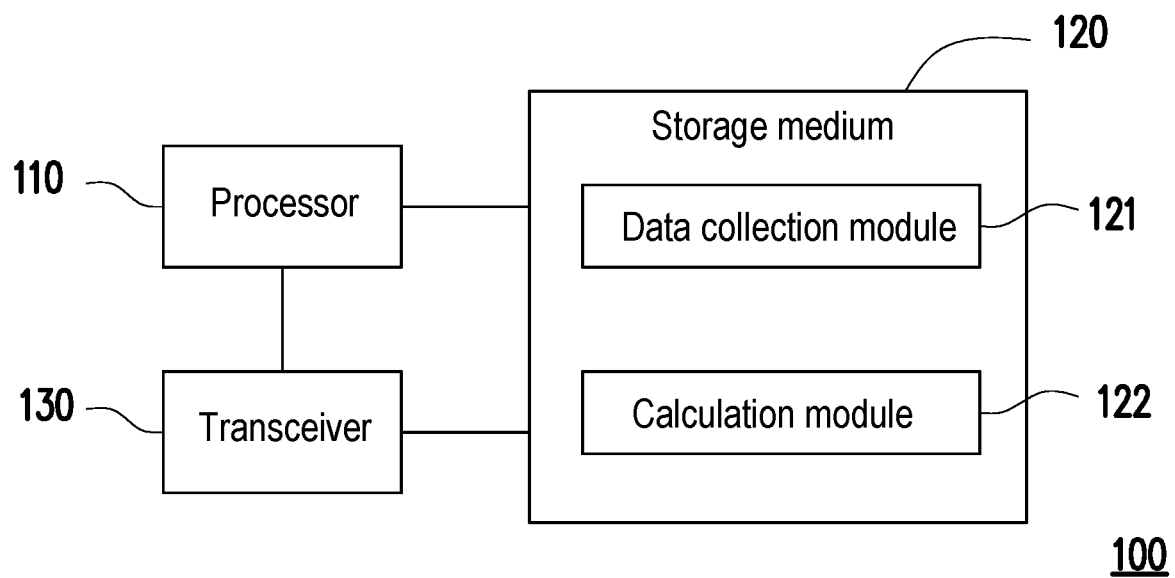 120
Storage medium
110
Processor
Data collection module
121
130
Transceiver
Calculation module
122
100